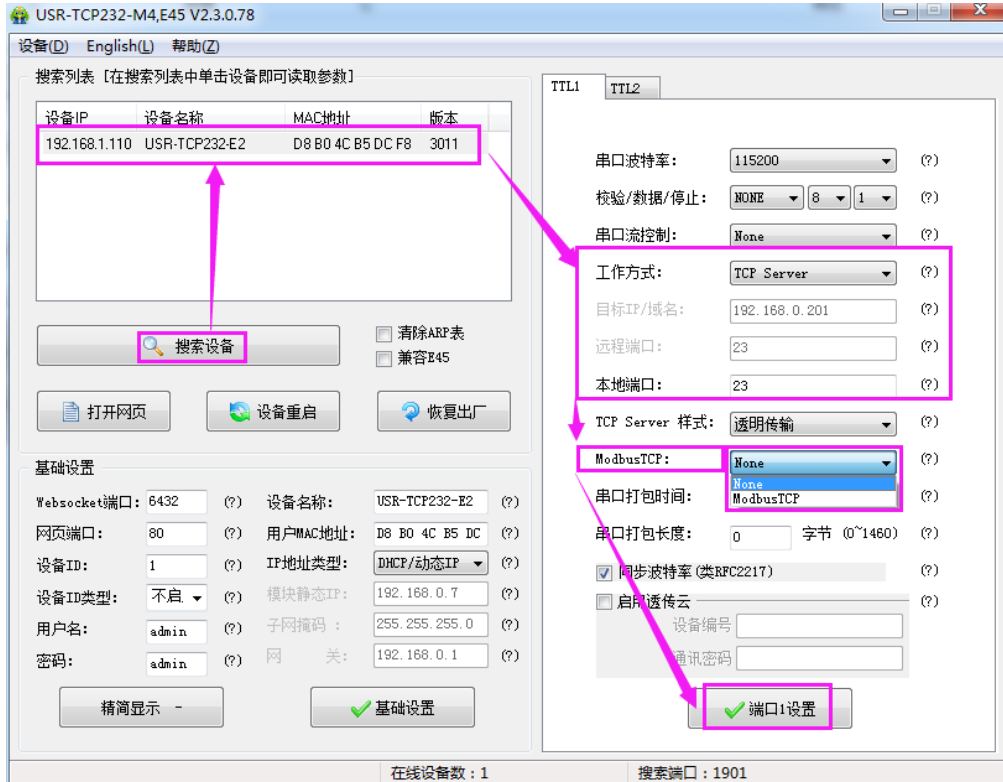 USR-TCP232-M4,E45 V2.3.0.78
设备(D) English(L) 帮助(Z)
搜索列表 [在搜索列表中单击设备即可读取参数]
设备IP 设备名称 MAC地址 版本
192.168.1.110 USR-TCP232-E2 D8 B0 4C B5 DC F8 3011
搜索设备
清除ARP表
兼容E45
打开网页 设备重启 恢复出厂
基础设置
Websocket端口: 6432 (?) 设备名称: USR-TCP232-E2 (?)
网页端口: 80 (?) 用户MAC地址: D8 B0 4C B5 DC (?)
设备ID: 1 (?) IP地址类型: DHCP/动态IP (?)
设备ID类型: 不启 (?) 模块静态IP: 192.168.0.7 (?)
用户名: admin (?) 子网掩码 : 255.255.255.0 (?)
密码: admin (?) 网 关: 192.168.0.1 (?)
精简显示 - 基础设置
TTL1 TTL2
串口波特率: 115200 (?)
校验/数据/停止: NONE 8 1 (?)
串口流控制: None (?)
工作方式: TCP Server (?)
目标IP/域名: 192.168.0.201 (?)
远程端口: 23 (?)
本地端口: 23 (?)
TCP Server 样式: 透明传输 (?)
ModbusTCP: None (?)
None
串口打包时间: ModbusTCP (?)
串口打包长度: 0 字节 (0~1460) (?)
同步波特率(类RFC2217) (?)
启用透传云 (?)
设备编号
通讯密码
端口1设置
在线设备数：1 搜索端口：1901